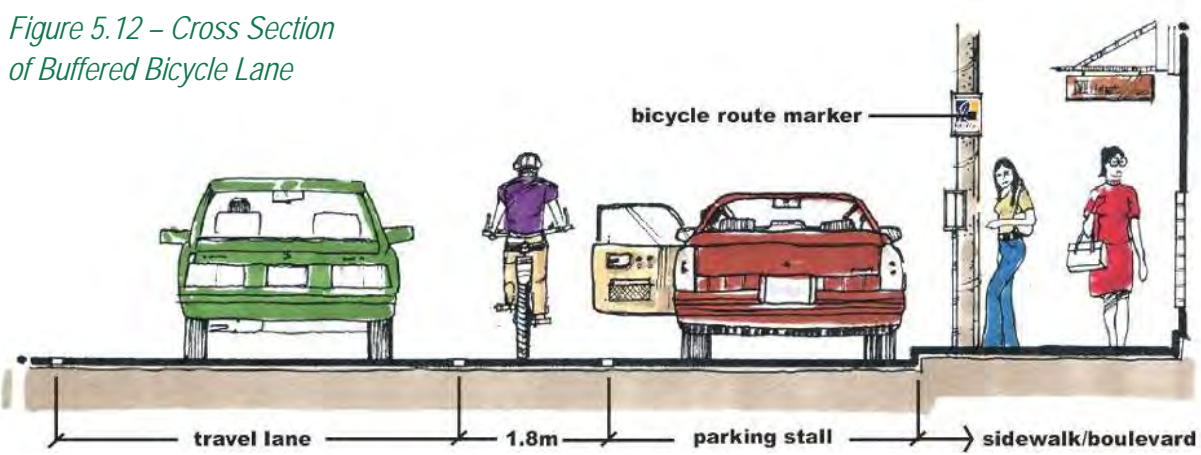 Figure 5.12 – Cross Section
of Buffered Bicycle Lane
bicycle route marker
travel lane
1.8m
parking stall
sidewalk/boulevard